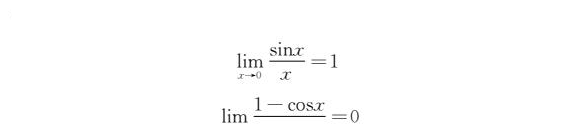 lim x→0 sinx/x = 1
lim 1 − cosx = 0